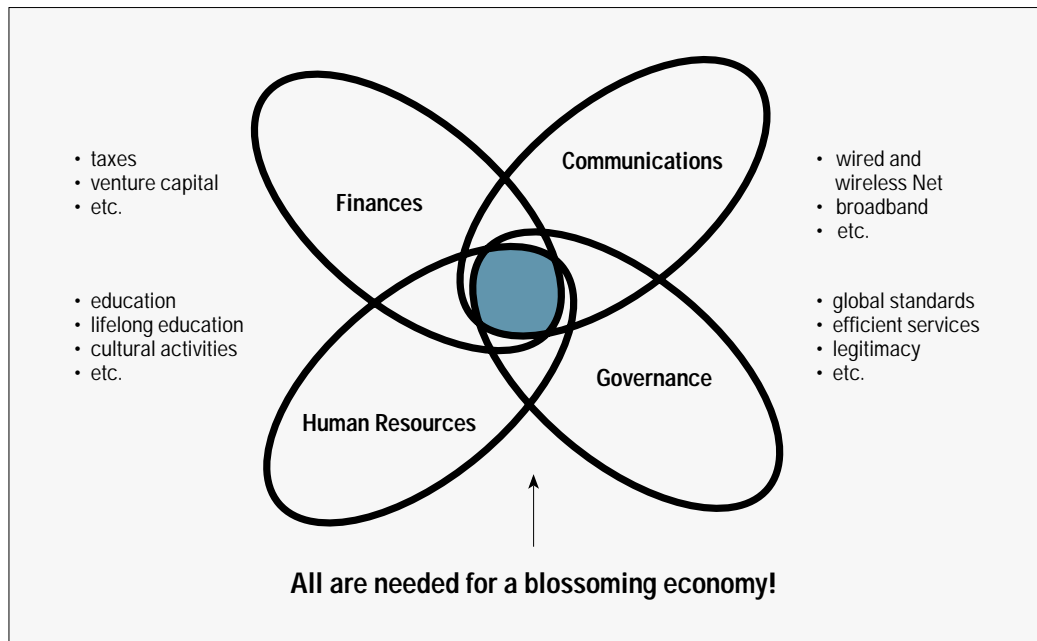 Communications
Finances
• taxes
• venture capital
• etc.
• wired and
wireless Net
• broadband
• etc.
• education
• lifelong education
• cultural activities
• etc.
• global standards
• efficient services
• legitimacy
• etc.
Governance
Human Resources
All are needed for a blossoming economy!